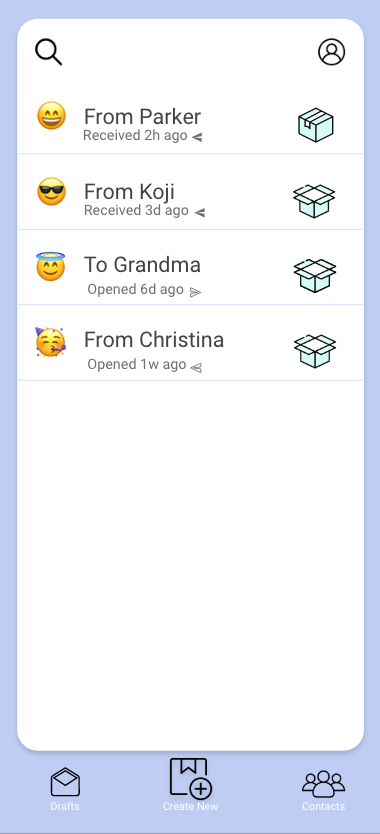 From Parker
Received 2h ago
From Koji
Received 3d ago
To Grandma
Opened 6d ago
From Christina
Opened 1w ago
Drafts
Create New
Contacts